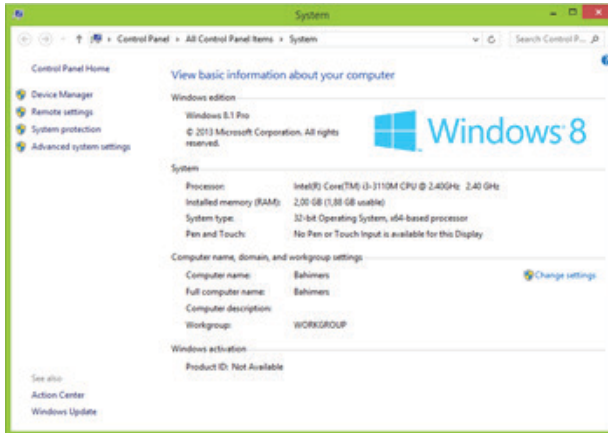 System
Control Panel ▸ All Control Panel Items ▸ System
Search Control P...
Control Panel Home
Device Manager
Remote settings
System protection
Advanced system settings
See also
Action Center
Windows Update
View basic information about your computer
Windows edition
Windows 8.1 Pro
© 2013 Microsoft Corporation. All rights
reserved.
Windows 8
System
Processor: Intel(R) Core(TM) i3-3110M CPU @ 2.40GHz 2.40 GHz
Installed memory (RAM): 2,00 GB (1,88 GB usable)
System type: 32-bit Operating System, x64-based processor
Pen and Touch: No Pen or Touch Input is available for this Display
Computer name, domain, and workgroup settings
Computer name: Bahimers
Change settings
Full computer name: Bahimers
Computer description:
Workgroup: WORKGROUP
Windows activation
Product ID: Not Available